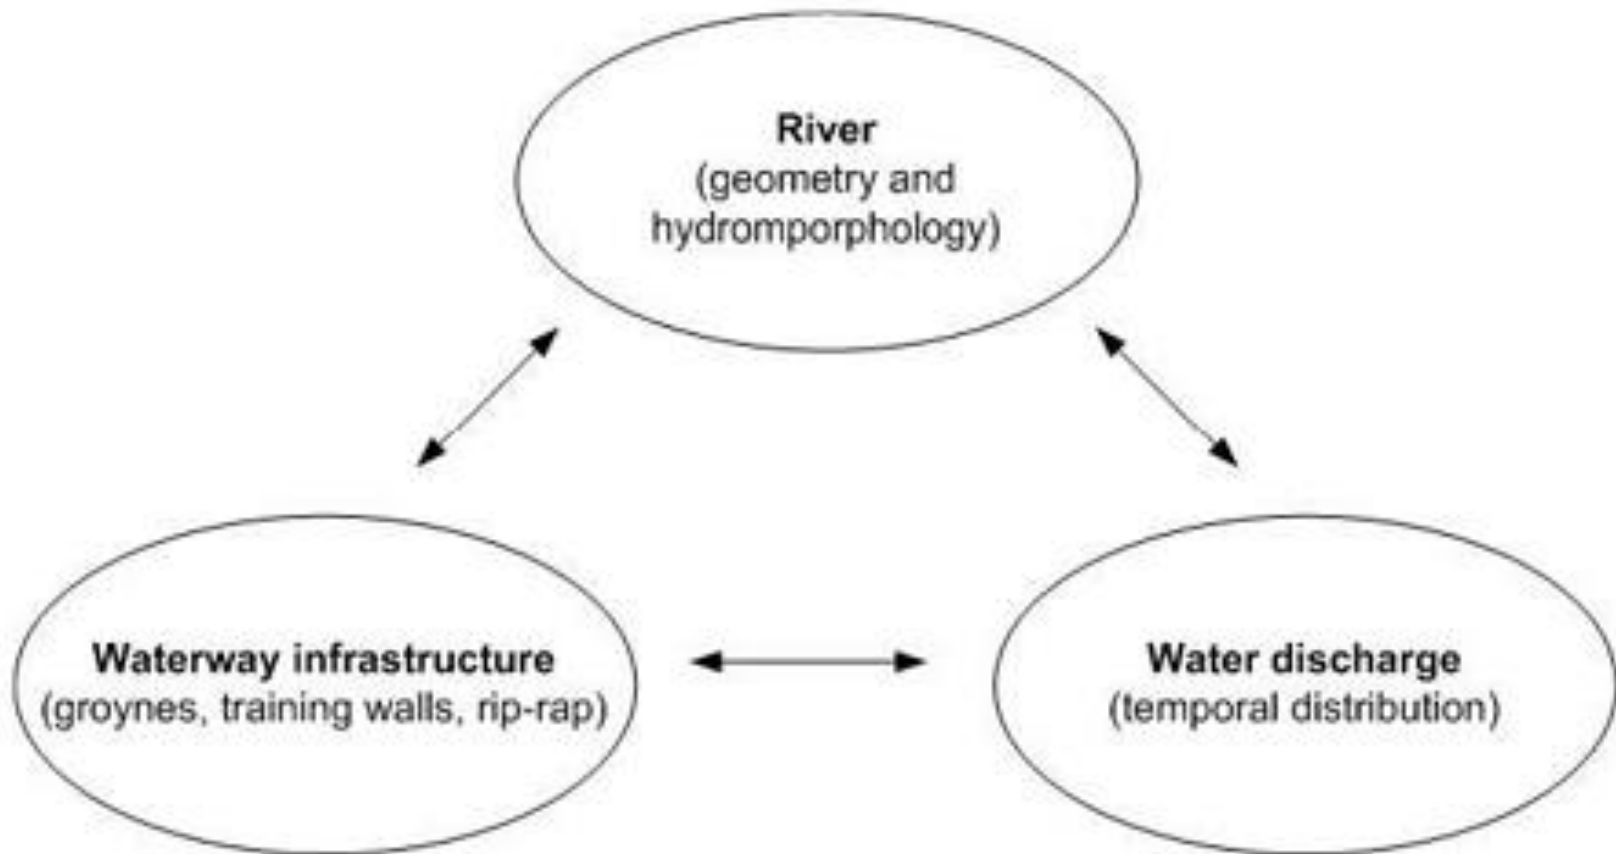 River
(geometry and
hydromporphology)
Waterway infrastructure
(groynes, training walls, rip-rap)
Water discharge
(temporal distribution)